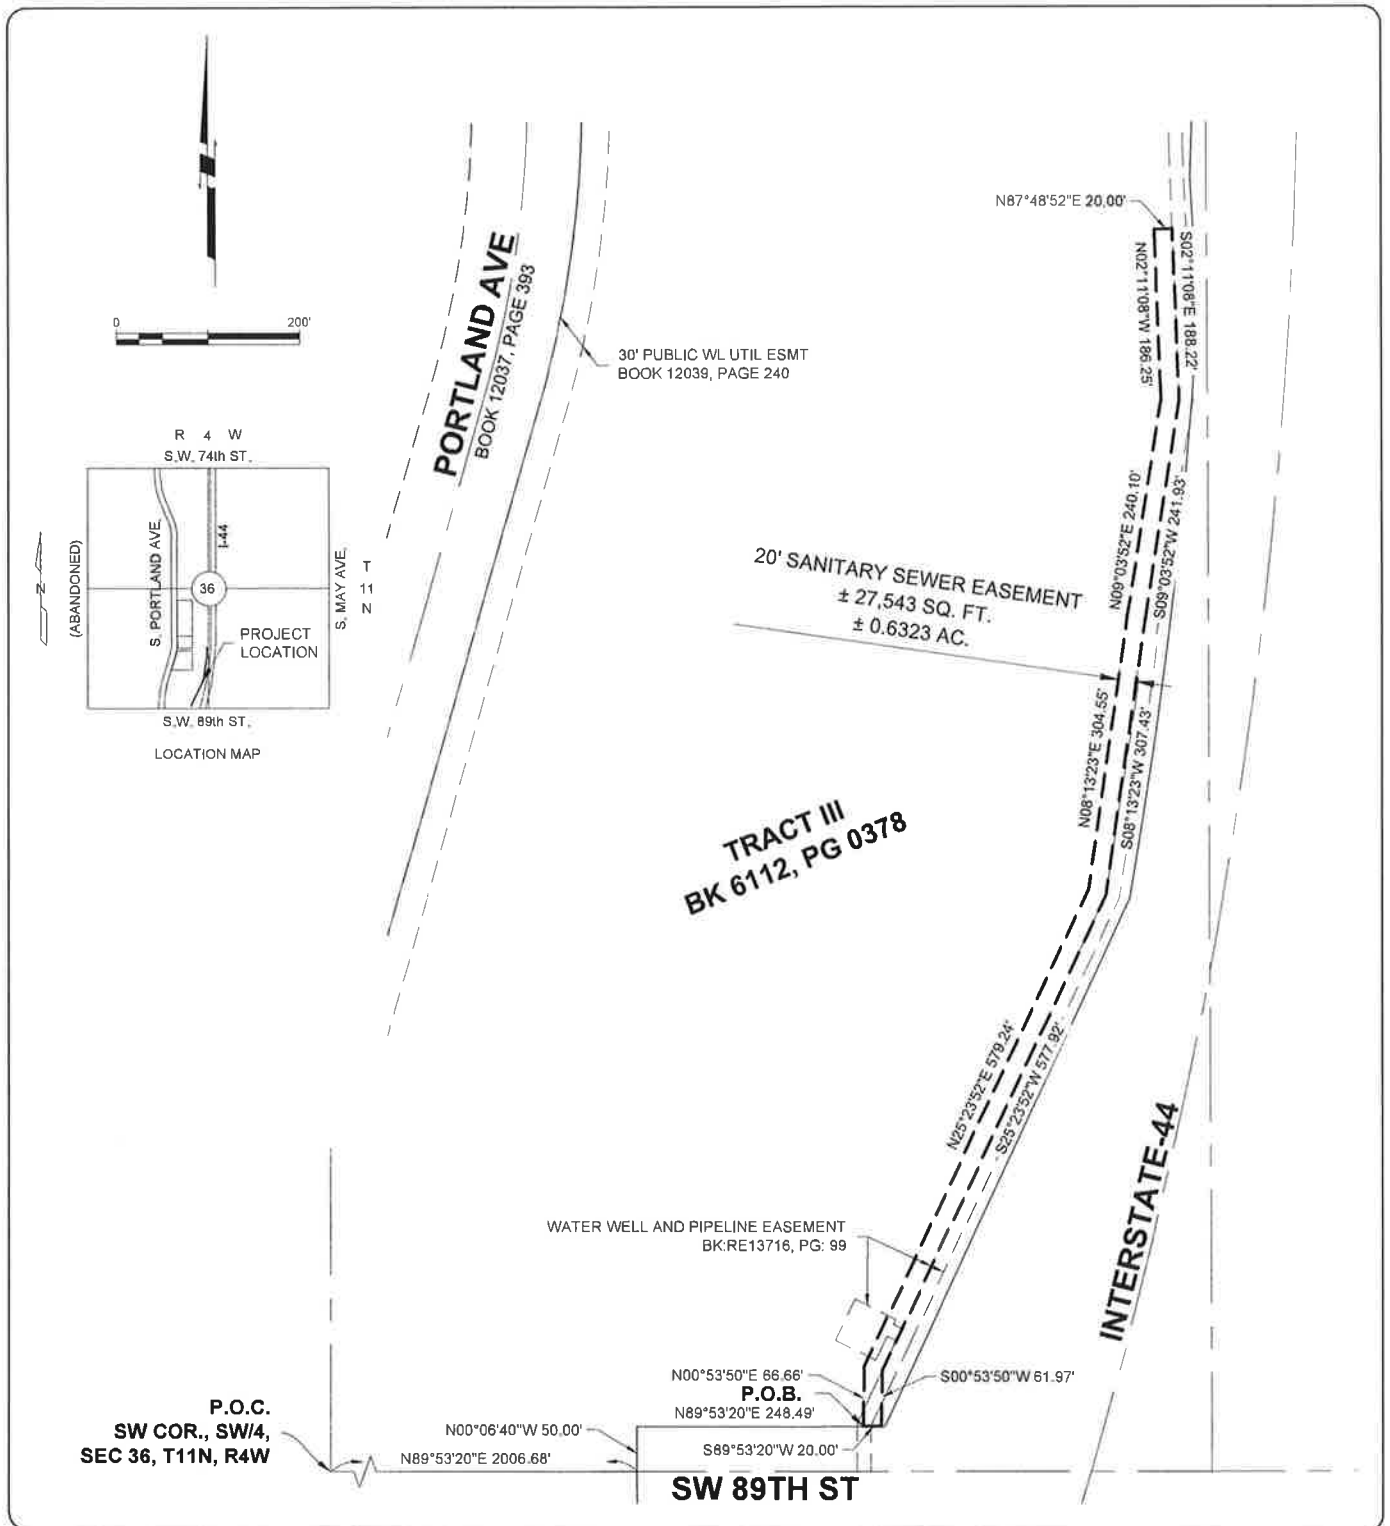 0 200'
R 4 W
S.W. 74th ST.
S. PORTLAND AVE.
I-44
36
S. MAY AVE.
T
11
N
N
(ABANDONED)
PROJECT
LOCATION
S.W. 89th ST.
LOCATION MAP
PORTLAND AVE
BOOK 12037, PAGE 393
30' PUBLIC WL UTIL ESMT
BOOK 12039, PAGE 240
N87°48'52"E 20.00'
N02°11'08"W 186.25'
S02°11'08"E 188.22'
N09°03'52"E 240.10'
S09°03'52"W 241.93'
20' SANITARY SEWER EASEMENT
± 27,543 SQ. FT.
± 0.6323 AC.
N08°13'23"E 304.55'
S08°13'23"W 307.43'
TRACT III
BK 6112, PG 0378
N25°23'52"E 579.24'
S25°23'52"W 577.92'
INTERSTATE-44
WATER WELL AND PIPELINE EASEMENT
BK:RE13716, PG: 99
N00°53'50"E 66.66'
S00°53'50"W 61.97'
P.O.B.
N89°53'20"E 248.49'
S89°53'20"W 20.00'
N00°06'40"W 50.00'
N89°53'20"E 2006.68'
P.O.C.
SW COR., SW/4,
SEC 36, T11N, R4W
SW 89TH ST